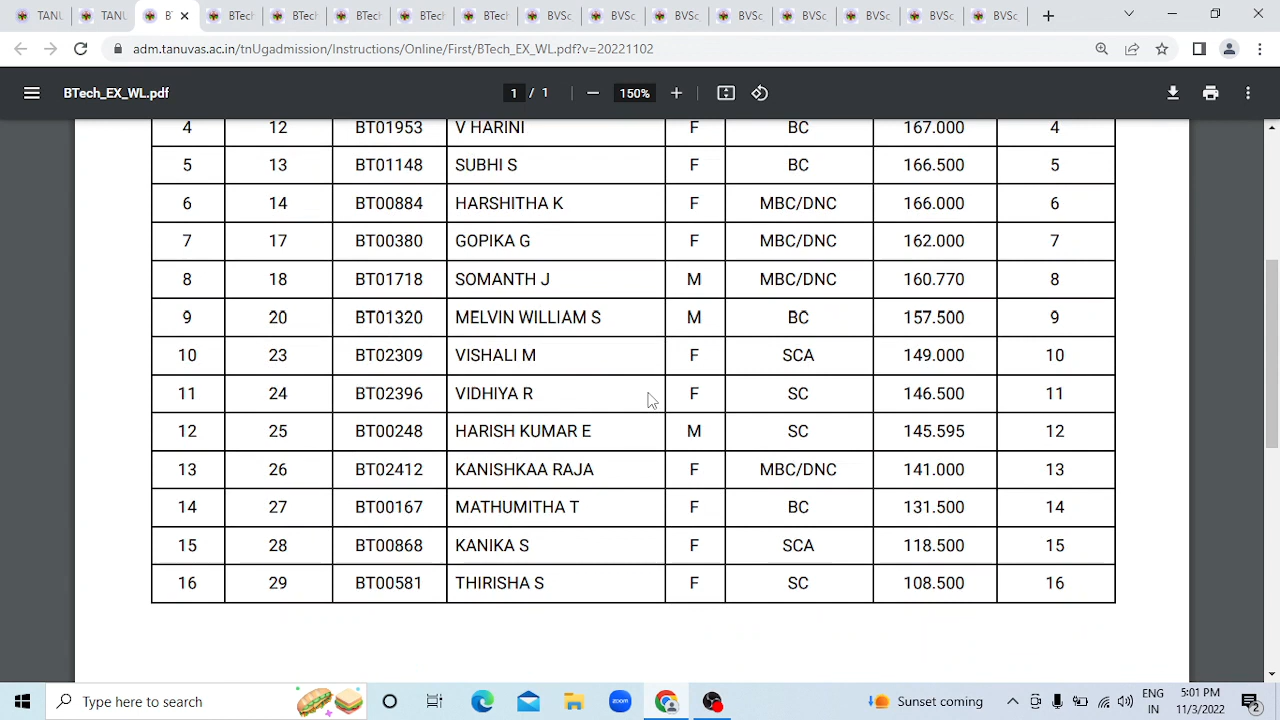 TANU TANU B BTech BTech BTech BTech BTech BVSc BVSc BVSc BVSc BVSc BVSc BVSc BVSc
adm.tanuvas.ac.in/tnUgadmission/Instructions/Online/First/BTech_EX_WL.pdf?v=20221102
BTech_EX_WL.pdf 1 / 1 150%
4 12 BT01953 V HARINI F BC 167.000 4
5 13 BT01148 SUBHI S F BC 166.500 5
6 14 BT00884 HARSHITHA K F MBC/DNC 166.000 6
7 17 BT00380 GOPIKA G F MBC/DNC 162.000 7
8 18 BT01718 SOMANTH J M MBC/DNC 160.770 8
9 20 BT01320 MELVIN WILLIAM S M BC 157.500 9
10 23 BT02309 VISHALI M F SCA 149.000 10
11 24 BT02396 VIDHIYA R F SC 146.500 11
12 25 BT00248 HARISH KUMAR E M SC 145.595 12
13 26 BT02412 KANISHKAA RAJA F MBC/DNC 141.000 13
14 27 BT00167 MATHUMITHA T F BC 131.500 14
15 28 BT00868 KANIKA S F SCA 118.500 15
16 29 BT00581 THIRISHA S F SC 108.500 16
Type here to search zoom Sunset coming ENG 5:01 PM
IN 11/3/2022 2